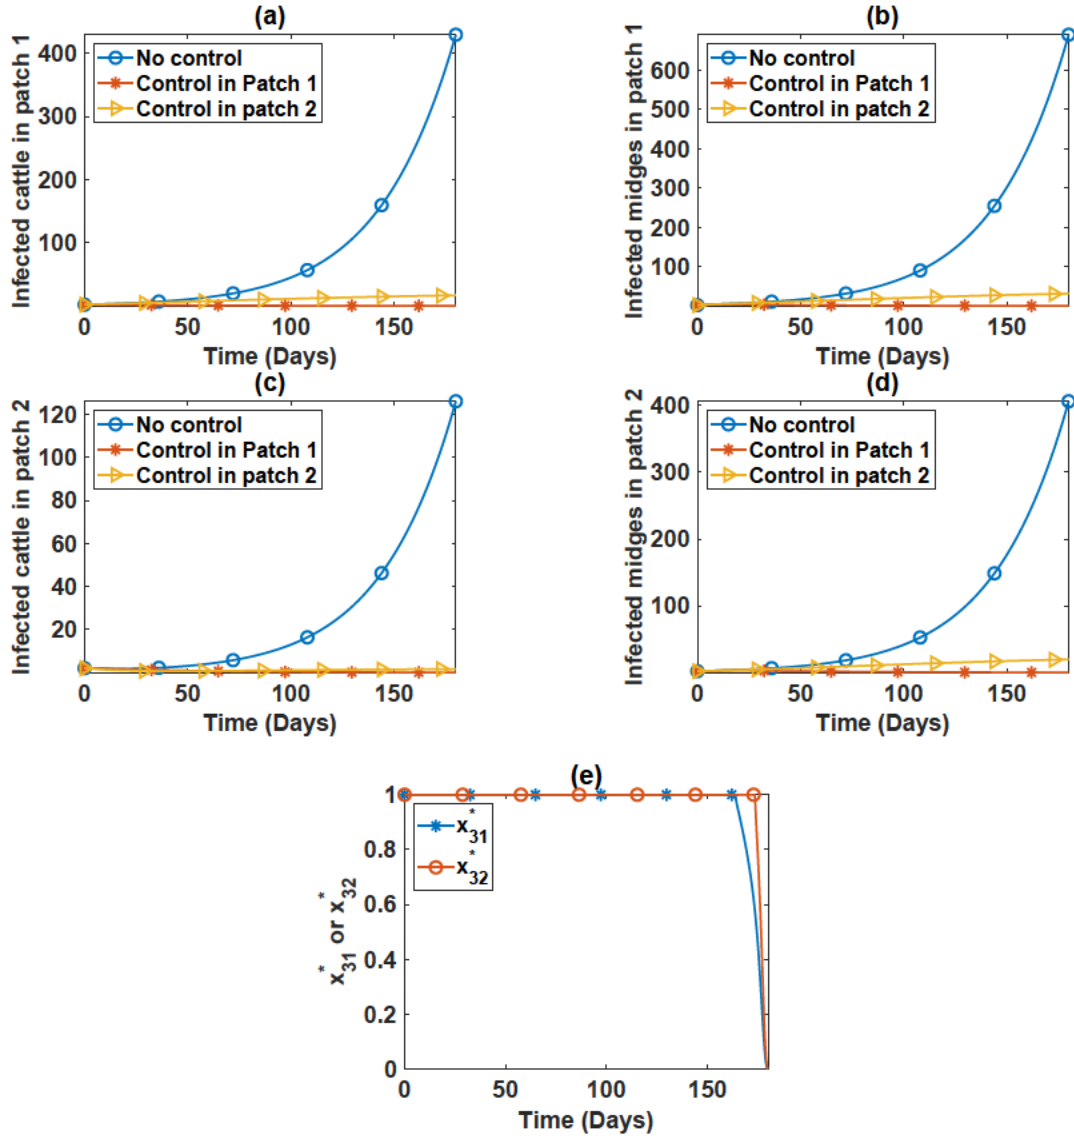 (a)
Infected cattle in patch 1
400
300
200
100
No control
Control in Patch 1
Control in patch 2
0 50 100 150
Time (Days)
(b)
Infected midges in patch 1
600
500
400
300
200
100
No control
Control in Patch 1
Control in patch 2
0 50 100 150
Time (Days)
(c)
Infected cattle in patch 2
120
100
80
60
40
20
No control
Control in Patch 1
Control in patch 2
0 50 100 150
Time (Days)
(d)
Infected midges in patch 2
400
300
200
100
No control
Control in Patch 1
Control in patch 2
0 50 100 150
Time (Days)
(e)
x*31 or x*32
1
0.8
0.6
0.4
0.2
0
x*31
x*32
0 50 100 150
Time (Days)